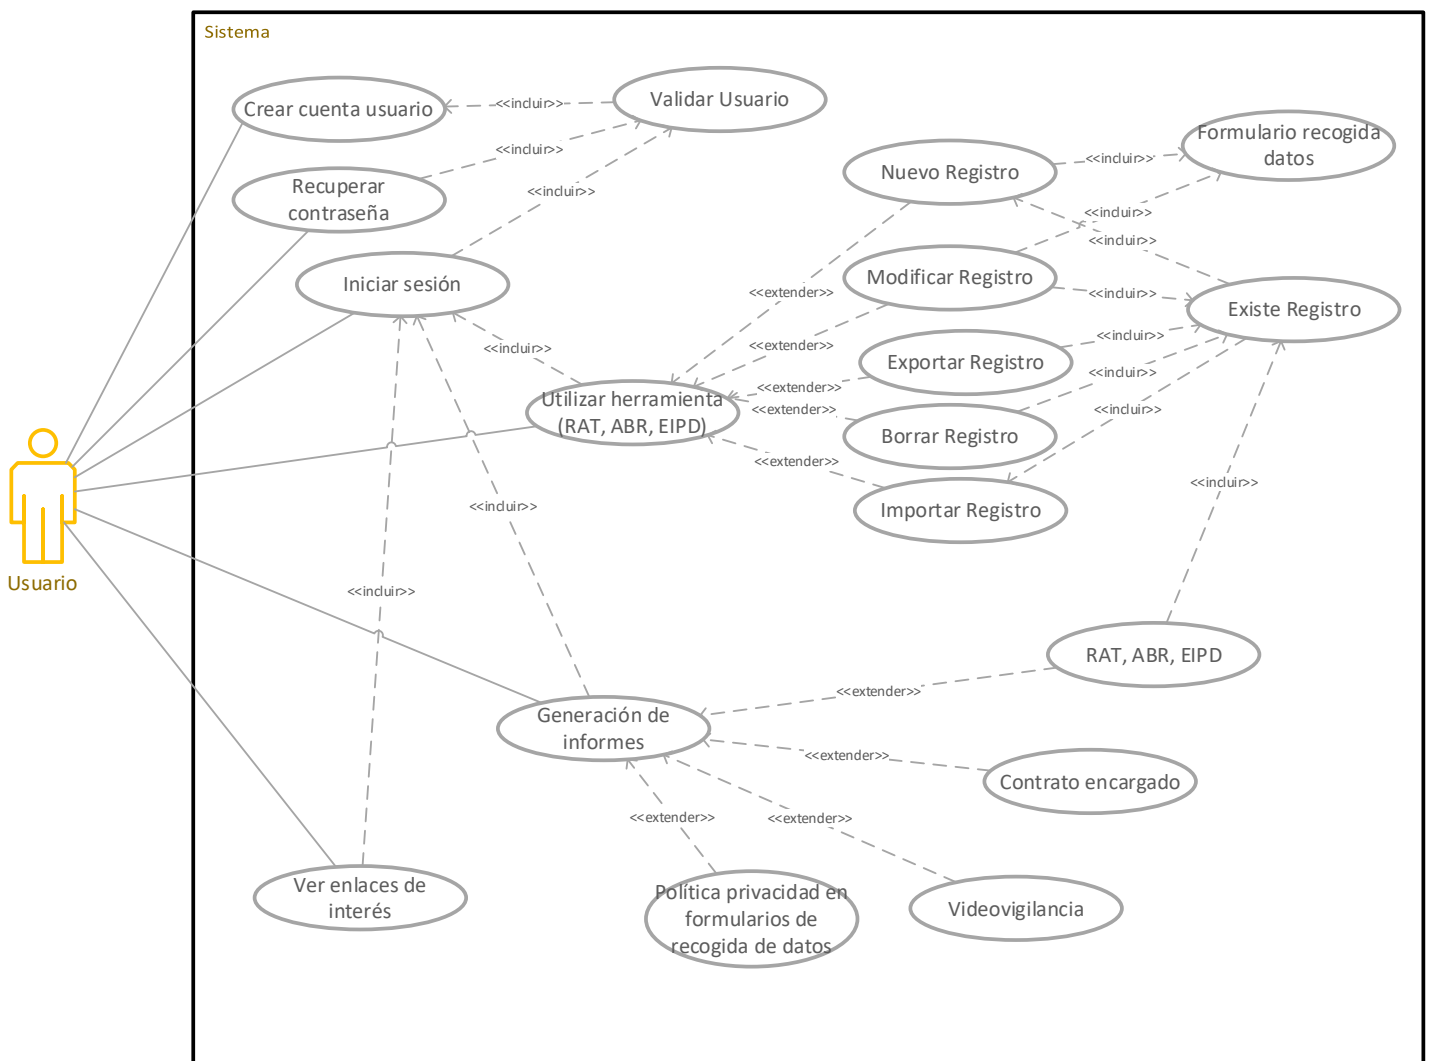 Sistema
Crear cuenta usuario
<<incluir>>
Validar Usuario
<<incluir>>
Recuperar
contraseña
<<incluir>>
Iniciar sesión
<<incluir>>
Nuevo Registro
<<incluir>>
Formulario recogida
datos
<<incluir>>
<<incluir>>
Modificar Registro
<<incluir>>
Existe Registro
<<extender>>
<<extender>>
Exportar Registro
<<incluir>>
<<extender>>
<<incluir>>
Utilizar herramienta
(RAT, ABR, EIPD)
<<extender>>
Borrar Registro
<<incluir>>
<<extender>>
Importar Registro
<<incluir>>
<<incluir>>
Usuario
<<incluir>>
RAT, ABR, EIPD
<<extender>>
Generación de
informes
<<extender>>
Contrato encargado
<<extender>>
<<extender>>
Ver enlaces de
interés
Política privacidad en
formularios de
recogida de datos
Videovigilancia